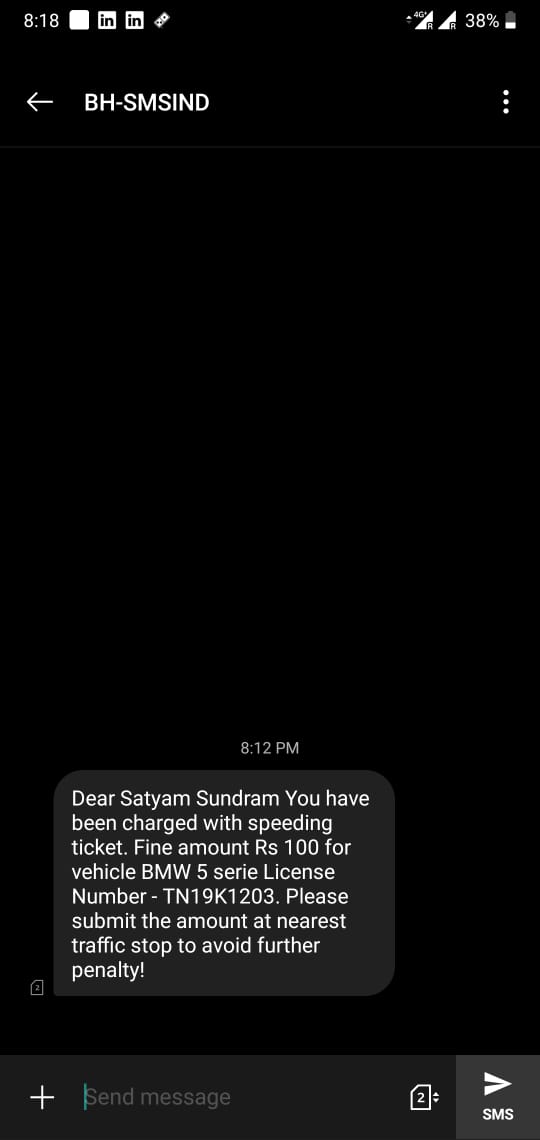 8:18 in in 4G+ R R 38%
BH-SMSIND
8:12 PM
Dear Satyam Sundram You have
been charged with speeding
ticket. Fine amount Rs 100 for
vehicle BMW 5 serie License
Number - TN19K1203. Please
submit the amount at nearest
traffic stop to avoid further
penalty!
2
Send message
2
SMS